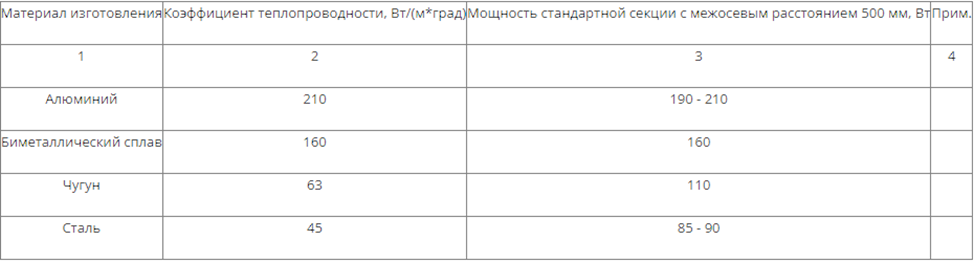 Материал изготовления Коэффициент теплопроводности, Вт/(м*град) Мощность стандартной секции с межосевым расстоянием 500 мм, Вт Прим.
1 2 3 4
Алюминий 210 190 - 210
Биметаллический сплав 160 160
Чугун 63 110
Сталь 45 85 - 90